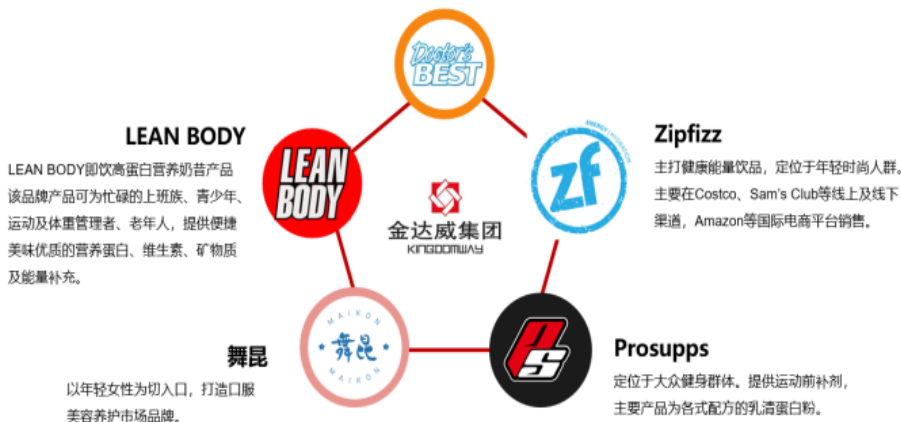 Doctor's
BEST
LEAN BODY
LEAN BODY即饮高蛋白营养奶昔产品
该品牌产品可为忙碌的上班族、青少年、
运动及体重管理者、老年人，提供便捷
美味优质的营养蛋白、维生素、矿物质
及能量补充。
LEAN
BODY
Zipfizz
主打健康能量饮品，定位于年轻时尚人群。
主要在Costco、Sam's Club等线上及线下
渠道，Amazon等国际电商平台销售。
zf
金达威集团
KINGDOMWAY
舞昆
以年轻女性为切入口，打造口服
美容养护市场品牌。
MAIKON
舞昆
MAIKON
PS
Prosupps
定位于大众健身群体。提供运动前补剂，
主要产品为各式配方的乳清蛋白粉。